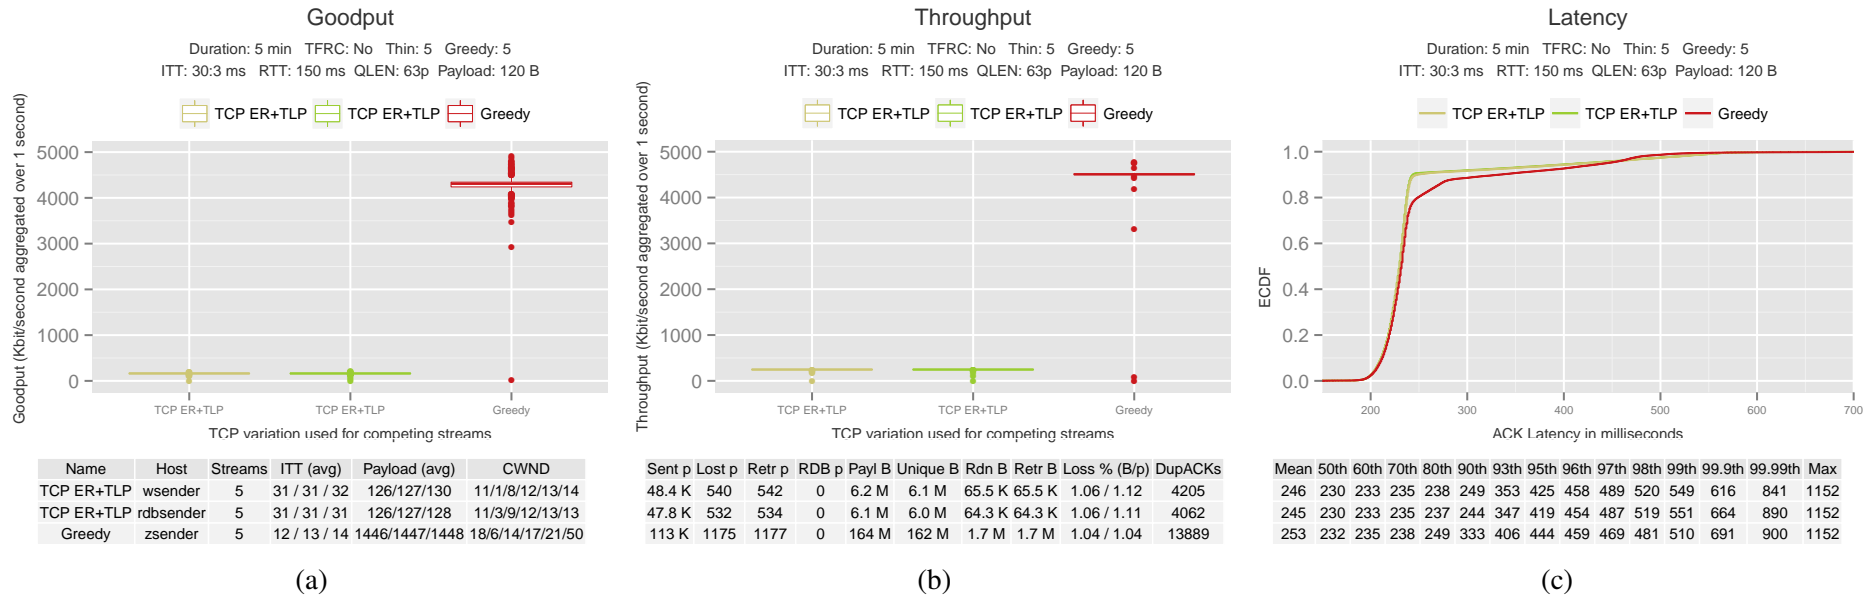 Goodput
Duration: 5 min TFRC: No Thin: 5 Greedy: 5
ITT: 30:3 ms RTT: 150 ms QLEN: 63p Payload: 120 B
TCP ER+TLP TCP ER+TLP Greedy
Goodput (Kbit/second aggregated over 1 second)
5000
4000
3000
2000
1000
0
TCP ER+TLP TCP ER+TLP Greedy
TCP variation used for competing streams
Name Host Streams ITT (avg) Payload (avg) CWND
TCP ER+TLP wsender 5 31 / 31 / 32 126/127/130 11/1/8/12/13/14
TCP ER+TLP rdbsender 5 31 / 31 / 31 126/127/128 11/3/9/12/13/13
Greedy zsender 5 12 / 13 / 14 1446/1447/1448 18/6/14/17/21/50
(a)
Throughput
Duration: 5 min TFRC: No Thin: 5 Greedy: 5
ITT: 30:3 ms RTT: 150 ms QLEN: 63p Payload: 120 B
TCP ER+TLP TCP ER+TLP Greedy
Throughput (Kbit/second aggregated over 1 second)
5000
4000
3000
2000
1000
0
TCP ER+TLP TCP ER+TLP Greedy
TCP variation used for competing streams
Sent p Lost p Retr p RDB p Payl B Unique B Rdn B Retr B Loss % (B/p) DupACKs
48.4 K 540 542 0 6.2 M 6.1 M 65.5 K 65.5 K 1.06 / 1.12 4205
47.8 K 532 534 0 6.1 M 6.0 M 64.3 K 64.3 K 1.06 / 1.11 4062
113 K 1175 1177 0 164 M 162 M 1.7 M 1.7 M 1.04 / 1.04 13889
(b)
Latency
Duration: 5 min TFRC: No Thin: 5 Greedy: 5
ITT: 30:3 ms RTT: 150 ms QLEN: 63p Payload: 120 B
TCP ER+TLP TCP ER+TLP Greedy
ECDF
1.0
0.8
0.6
0.4
0.2
0.0
200 300 400 500 600 700
ACK Latency in milliseconds
Mean 50th 60th 70th 80th 90th 93th 95th 96th 97th 98th 99th 99.9th 99.99th Max
246 230 233 235 238 249 353 425 458 489 520 549 616 841 1152
245 230 233 235 237 244 347 419 454 487 519 551 664 890 1152
253 232 235 238 249 333 406 444 459 469 481 510 691 900 1152
(c)